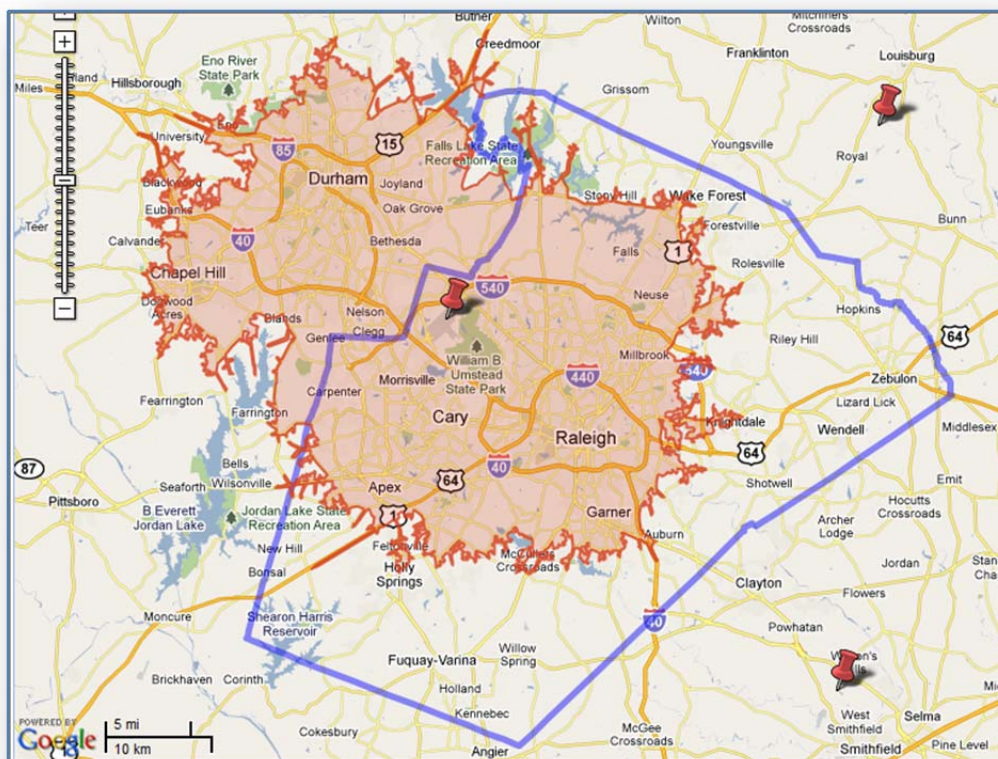 Butner
Wilton
Mitchiners
Crossroads
Creedmoor
Franklinton
Louisburg
Eno River
State Park
Hillsborough
Miles
Grissom
University
Eno
85
15
Falls Lake State
Recreation Area
Youngsville
Royal
Durham
Joyland
Blackwood
Stony Hill
Wake Forest
Eubanks
Oak Grove
Bunn
Teer
Calvander
40
Bethesda
Forestville
Falls
1
Rolesville
Chapel Hill
540
Neuse
Dogwood
Acres
Blands
Nelson
Clegg
Genlee
Hopkins
Riley Hill
64
William B
Umstead
State Park
Millbrook
Morrisville
440
540
Zebulon
Carpenter
Fearrington
Farrington
Cary
Lizard Lick
Knightdale
Wendell
Middlesex
Raleigh
87
Bells
40
64
64
Seaforth
Wilsonville
Apex
Shotwell
Emit
Pittsboro
B Everett
Jordan Lake
Jordan Lake State
Recreation Area
1
Garner
Hocutts
Crossroads
Archer
Lodge
Auburn
New Hill
Feltonville
McCullers
Crossroads
Holly
Springs
Bonsal
Jordan
Clayton
Flowers
Moncure
Shearon Harris
Reservoir
40
Powhatan
Willow
Spring
Fuquay-Varina
Brickhaven
Corinth
Holland
Kennebec
West
Smithfield
Selma
POWERED BY
Google
5 mi
10 km
Cokesbury
Angier
McGee
Crossroads
Smithfield
Pine Level